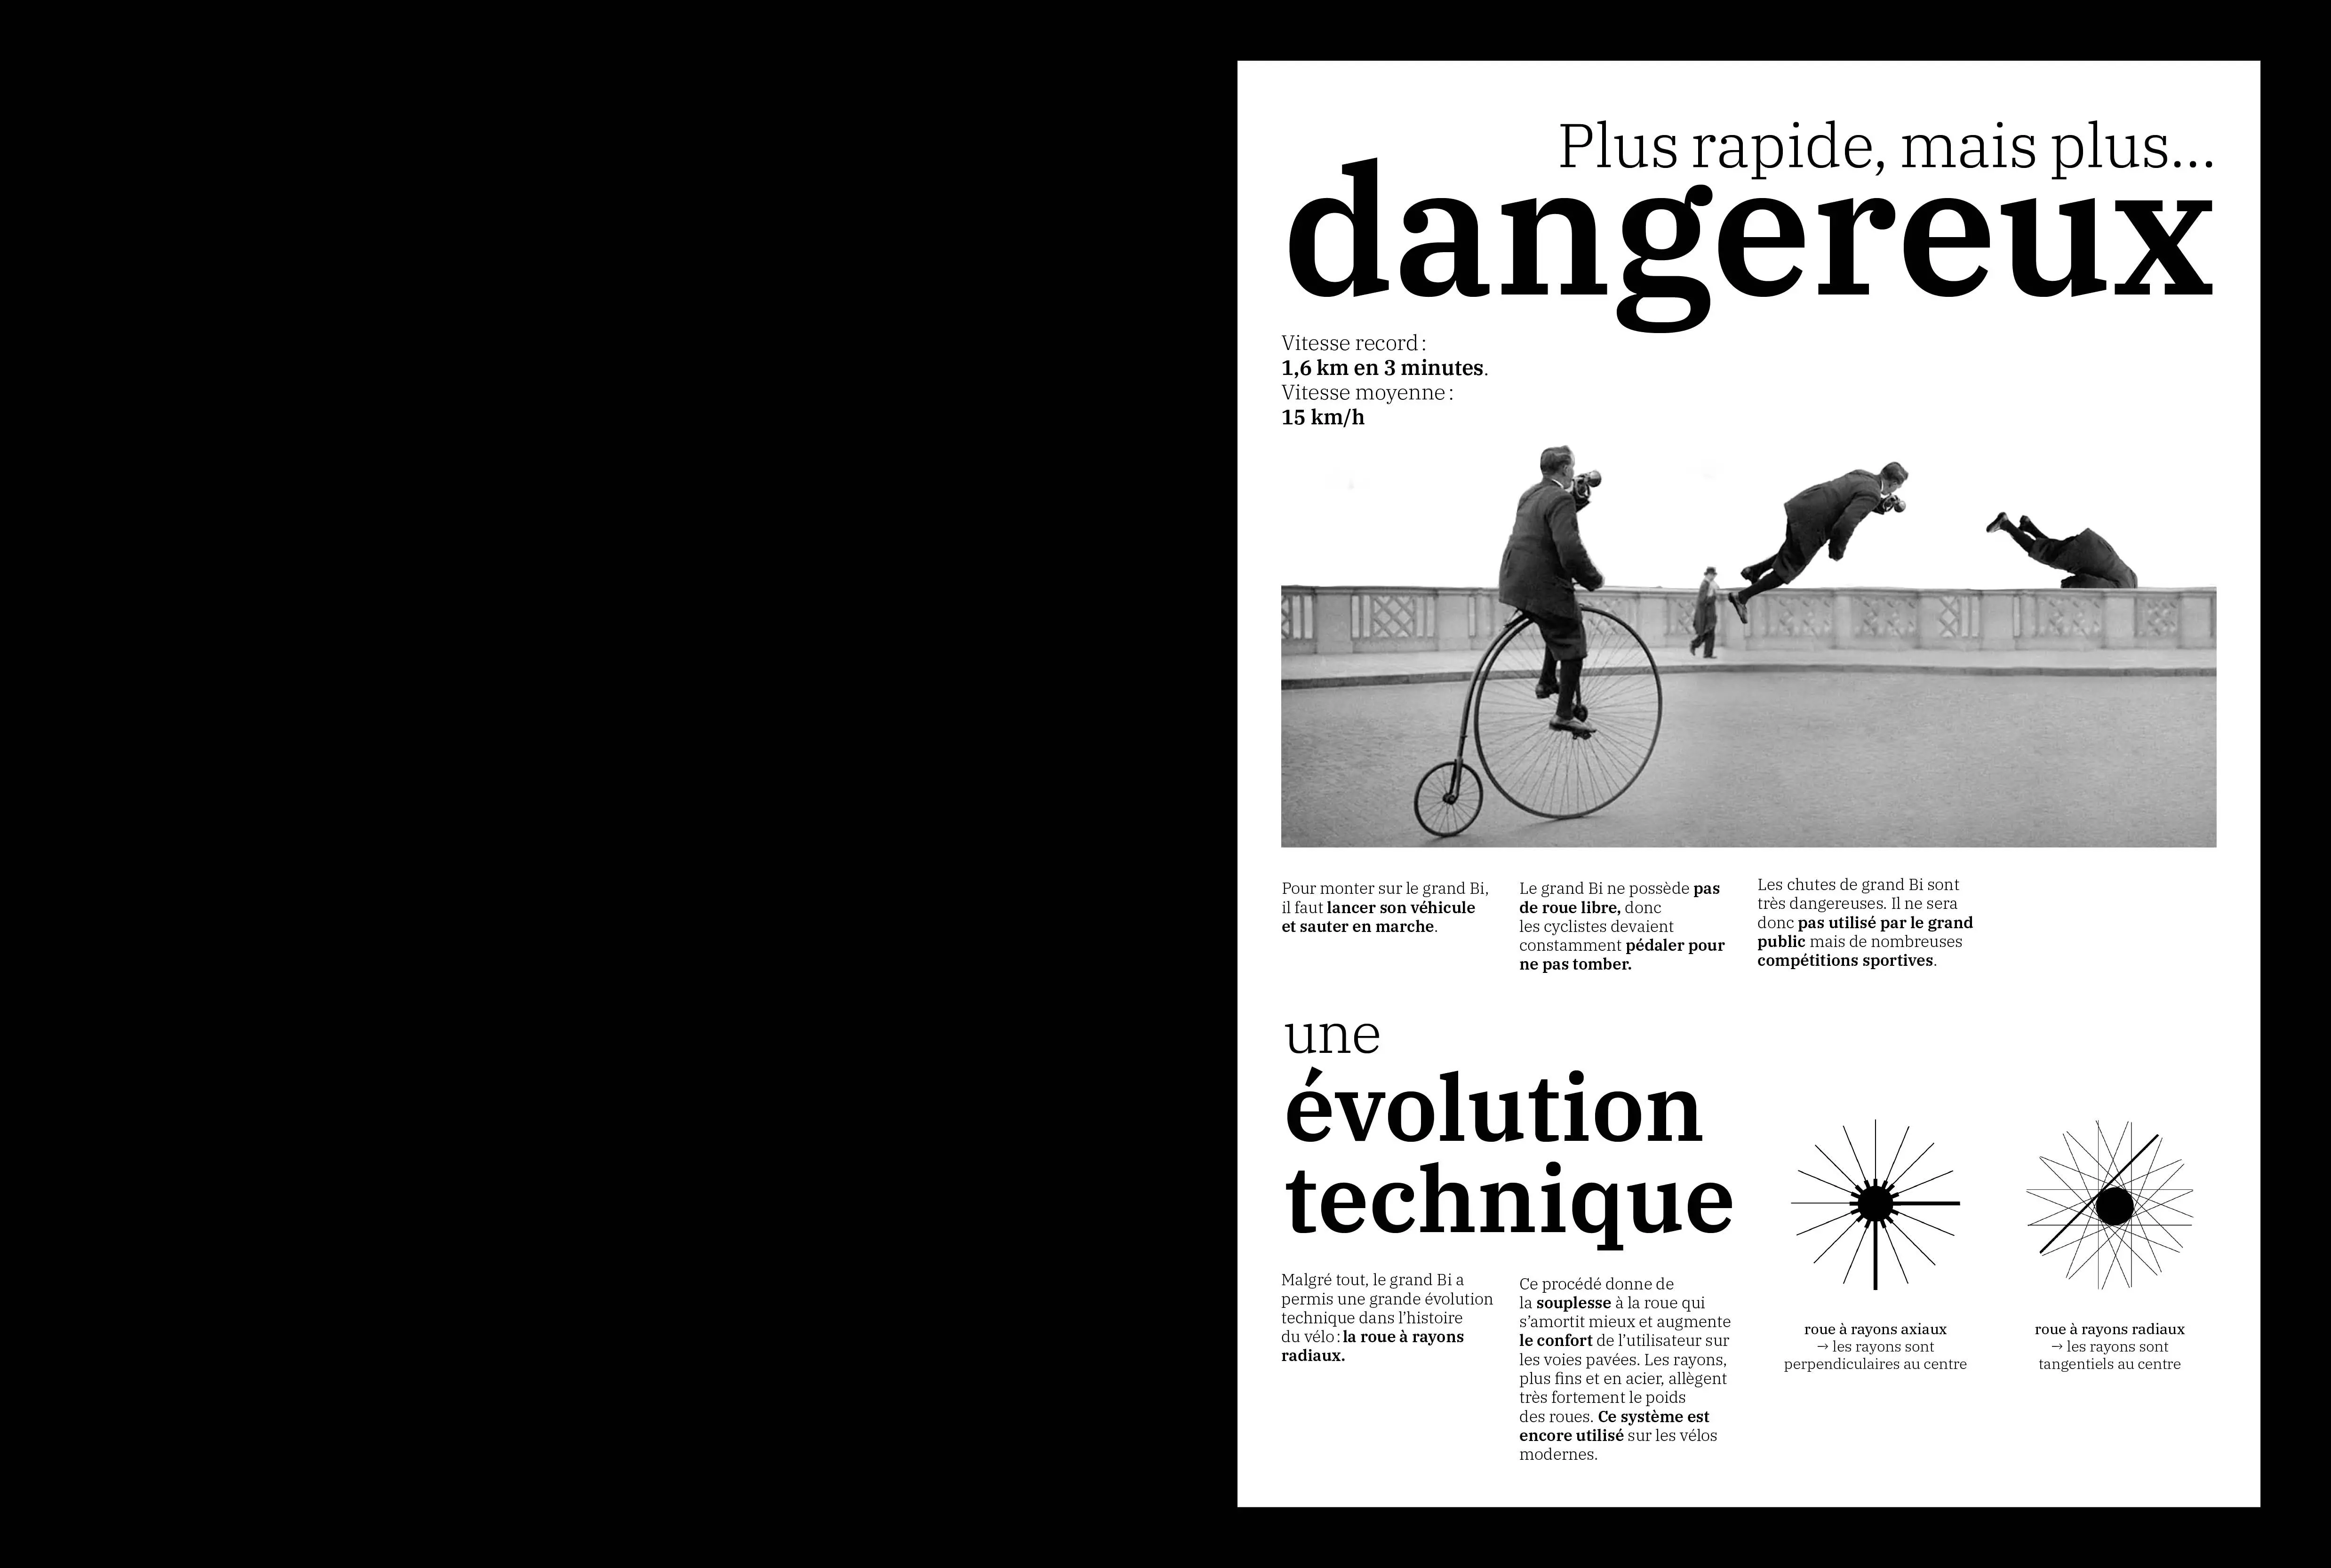 Plus rapide, mais plus...
dangereux
Vitesse record :
1,6 km en 3 minutes.
Vitesse moyenne :
15 km/h
Pour monter sur le grand Bi,
il faut lancer son véhicule
et sauter en marche.
Le grand Bi ne possède pas
de roue libre, donc
les cyclistes devaient
constamment pédaler pour
ne pas tomber.
Les chutes de grand Bi sont
très dangereuses. Il ne sera
donc pas utilisé par le grand
public mais de nombreuses
compétitions sportives.
une
évolution
technique
Malgré tout, le grand Bi a
permis une grande évolution
technique dans l'histoire
du vélo : la roue à rayons
radiaux.
Ce procédé donne de
la souplesse à la roue qui
s'amortit mieux et augmente
le confort de l'utilisateur sur
les voies pavées. Les rayons,
plus fins et en acier, allègent
très fortement le poids
des roues. Ce système est
encore utilisé sur les vélos
modernes.
roue à rayons axiaux
→ les rayons sont
perpendiculaires au centre
roue à rayons radiaux
→ les rayons sont
tangentiels au centre